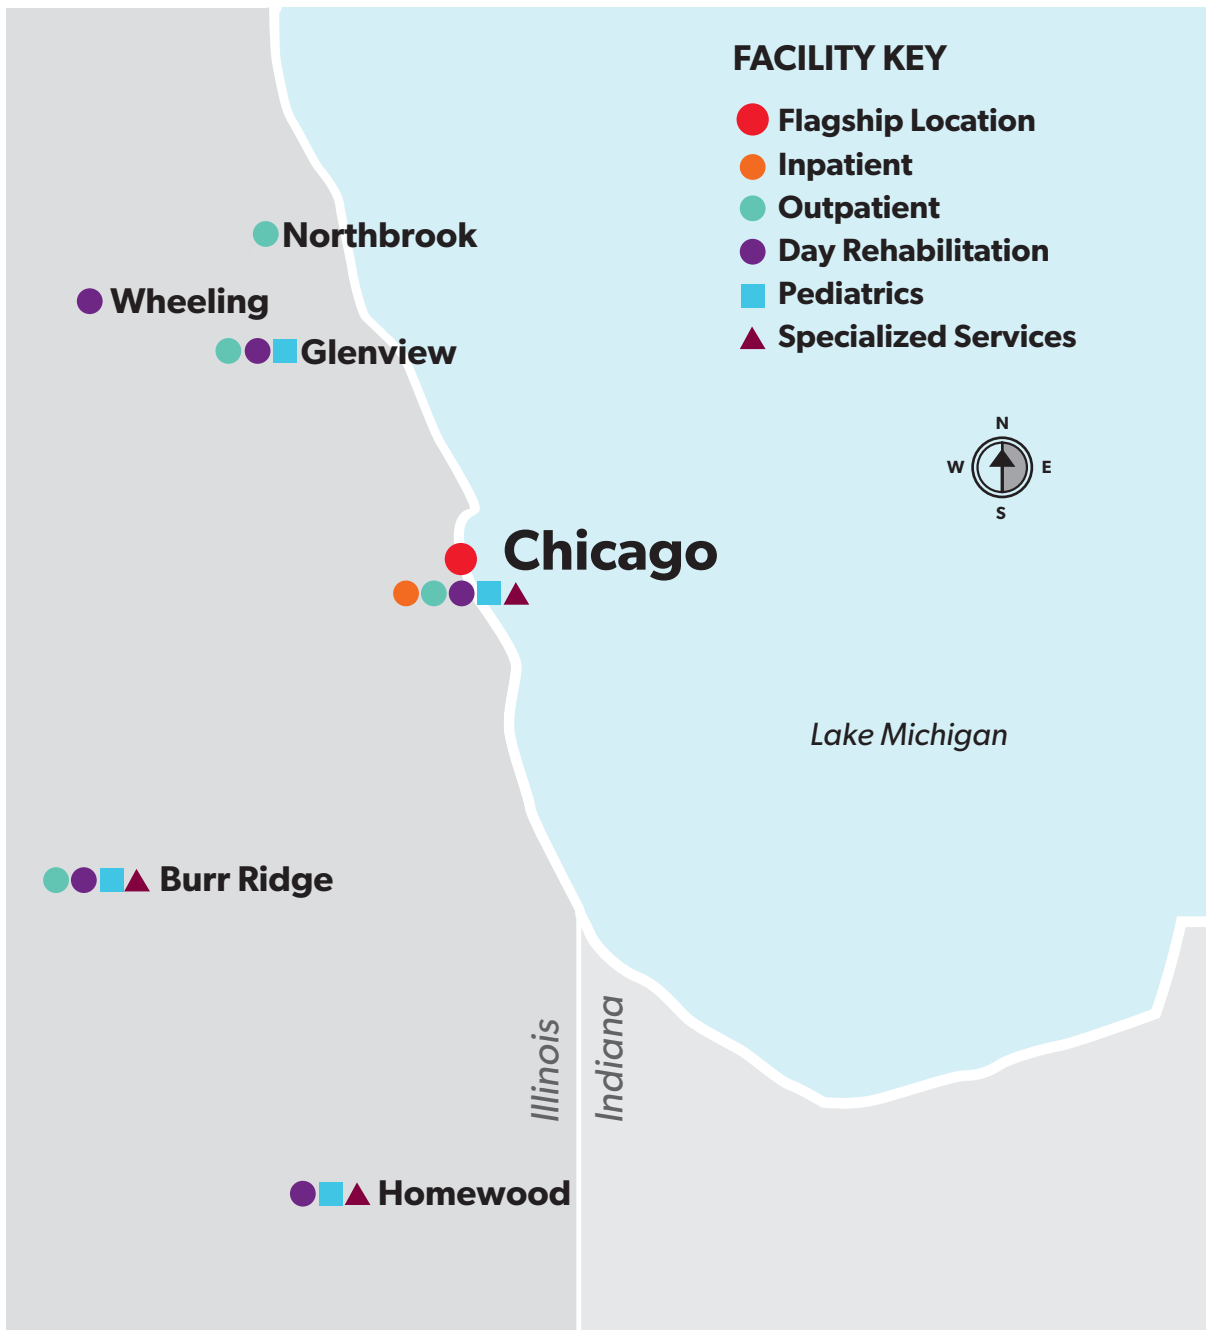 FACILITY KEY
Flagship Location
Inpatient
Outpatient
Day Rehabilitation
Pediatrics
Specialized Services
Northbrook
Wheeling
Glenview
N
W E
S
Chicago
Lake Michigan
Burr Ridge
Illinois
Indiana
Homewood